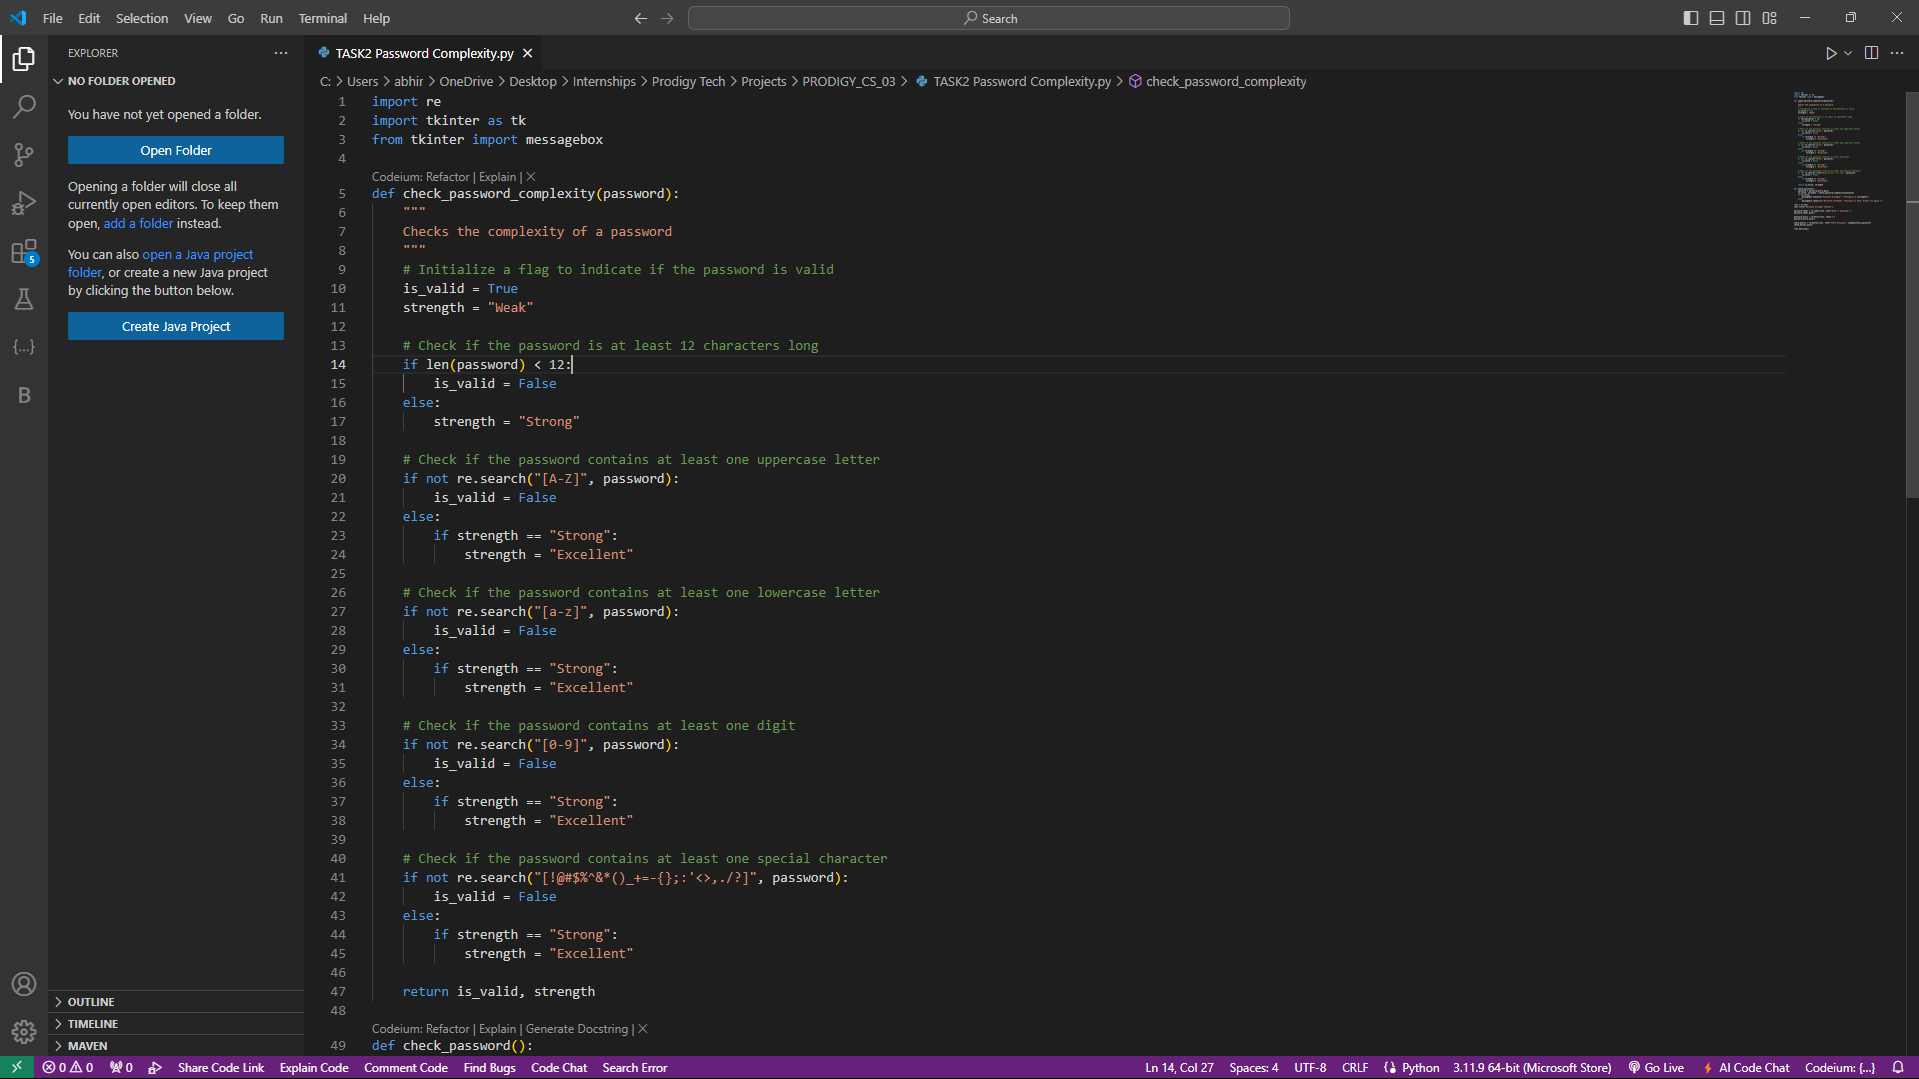 File Edit Selection View Go Run Terminal Help
Search
EXPLORER
NO FOLDER OPENED
You have not yet opened a folder.
Open Folder
Opening a folder will close all
currently open editors. To keep them
open, add a folder instead.
You can also open a Java project
folder, or create a new Java project
by clicking the button below.
Create Java Project
5
B
OUTLINE
TIMELINE
MAVEN
TASK2 Password Complexity.py
C: > Users > abhir > OneDrive > Desktop > Internships > Prodigy Tech > Projects > PRODIGY_CS_03 > TASK2 Password Complexity.py > check_password_complexity
1 import re
2 import tkinter as tk
3 from tkinter import messagebox
4
Codeium: Refactor | Explain | X
5 def check_password_complexity(password):
6     """
7     Checks the complexity of a password
8     """
9     # Initialize a flag to indicate if the password is valid
10     is_valid = True
11     strength = "Weak"
12
13     # Check if the password is at least 12 characters long
14     if len(password) < 12:
15         is_valid = False
16     else:
17         strength = "Strong"
18
19     # Check if the password contains at least one uppercase letter
20     if not re.search("[A-Z]", password):
21         is_valid = False
22     else:
23         if strength == "Strong":
24             strength = "Excellent"
25
26     # Check if the password contains at least one lowercase letter
27     if not re.search("[a-z]", password):
28         is_valid = False
29     else:
30         if strength == "Strong":
31             strength = "Excellent"
32
33     # Check if the password contains at least one digit
34     if not re.search("[0-9]", password):
35         is_valid = False
36     else:
37         if strength == "Strong":
38             strength = "Excellent"
39
40     # Check if the password contains at least one special character
41     if not re.search("[!@#$%^&*()_+=-{};:'<>,./?]", password):
42         is_valid = False
43     else:
44         if strength == "Strong":
45             strength = "Excellent"
46
47     return is_valid, strength
48
Codeium: Refactor | Explain | Generate Docstring | X
49 def check_password():
0 0 0 Share Code Link Explain Code Comment Code Find Bugs Code Chat Search Error Ln 14, Col 27 Spaces: 4 UTF-8 CRLF Python 3.11.9 64-bit (Microsoft Store) Go Live AI Code Chat Codeium: {...}